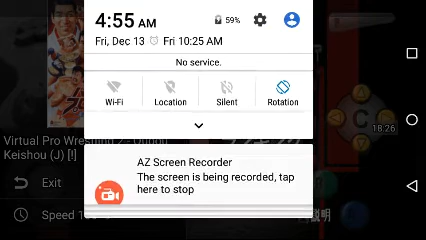 4:55 AM
59%
Fri, Dec 13
Fri 10:25 AM
No service.
Wi-Fi
Location
Silent
Rotation
C
18.26
Virtual Pro Wrestling 2 - Oudou
Keishou (J) [!]
AZ Screen Recorder
The screen is being recorded, tap
here to stop
Exit
Speed 1
説明